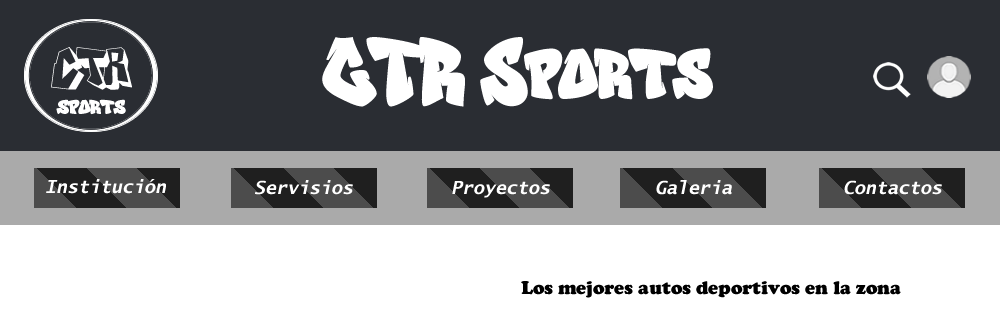 CTR
SPORTS
CTR SPORTS
Institución
Servisios
Proyectos
Galeria
Contactos
Los mejores autos deportivos en la zona